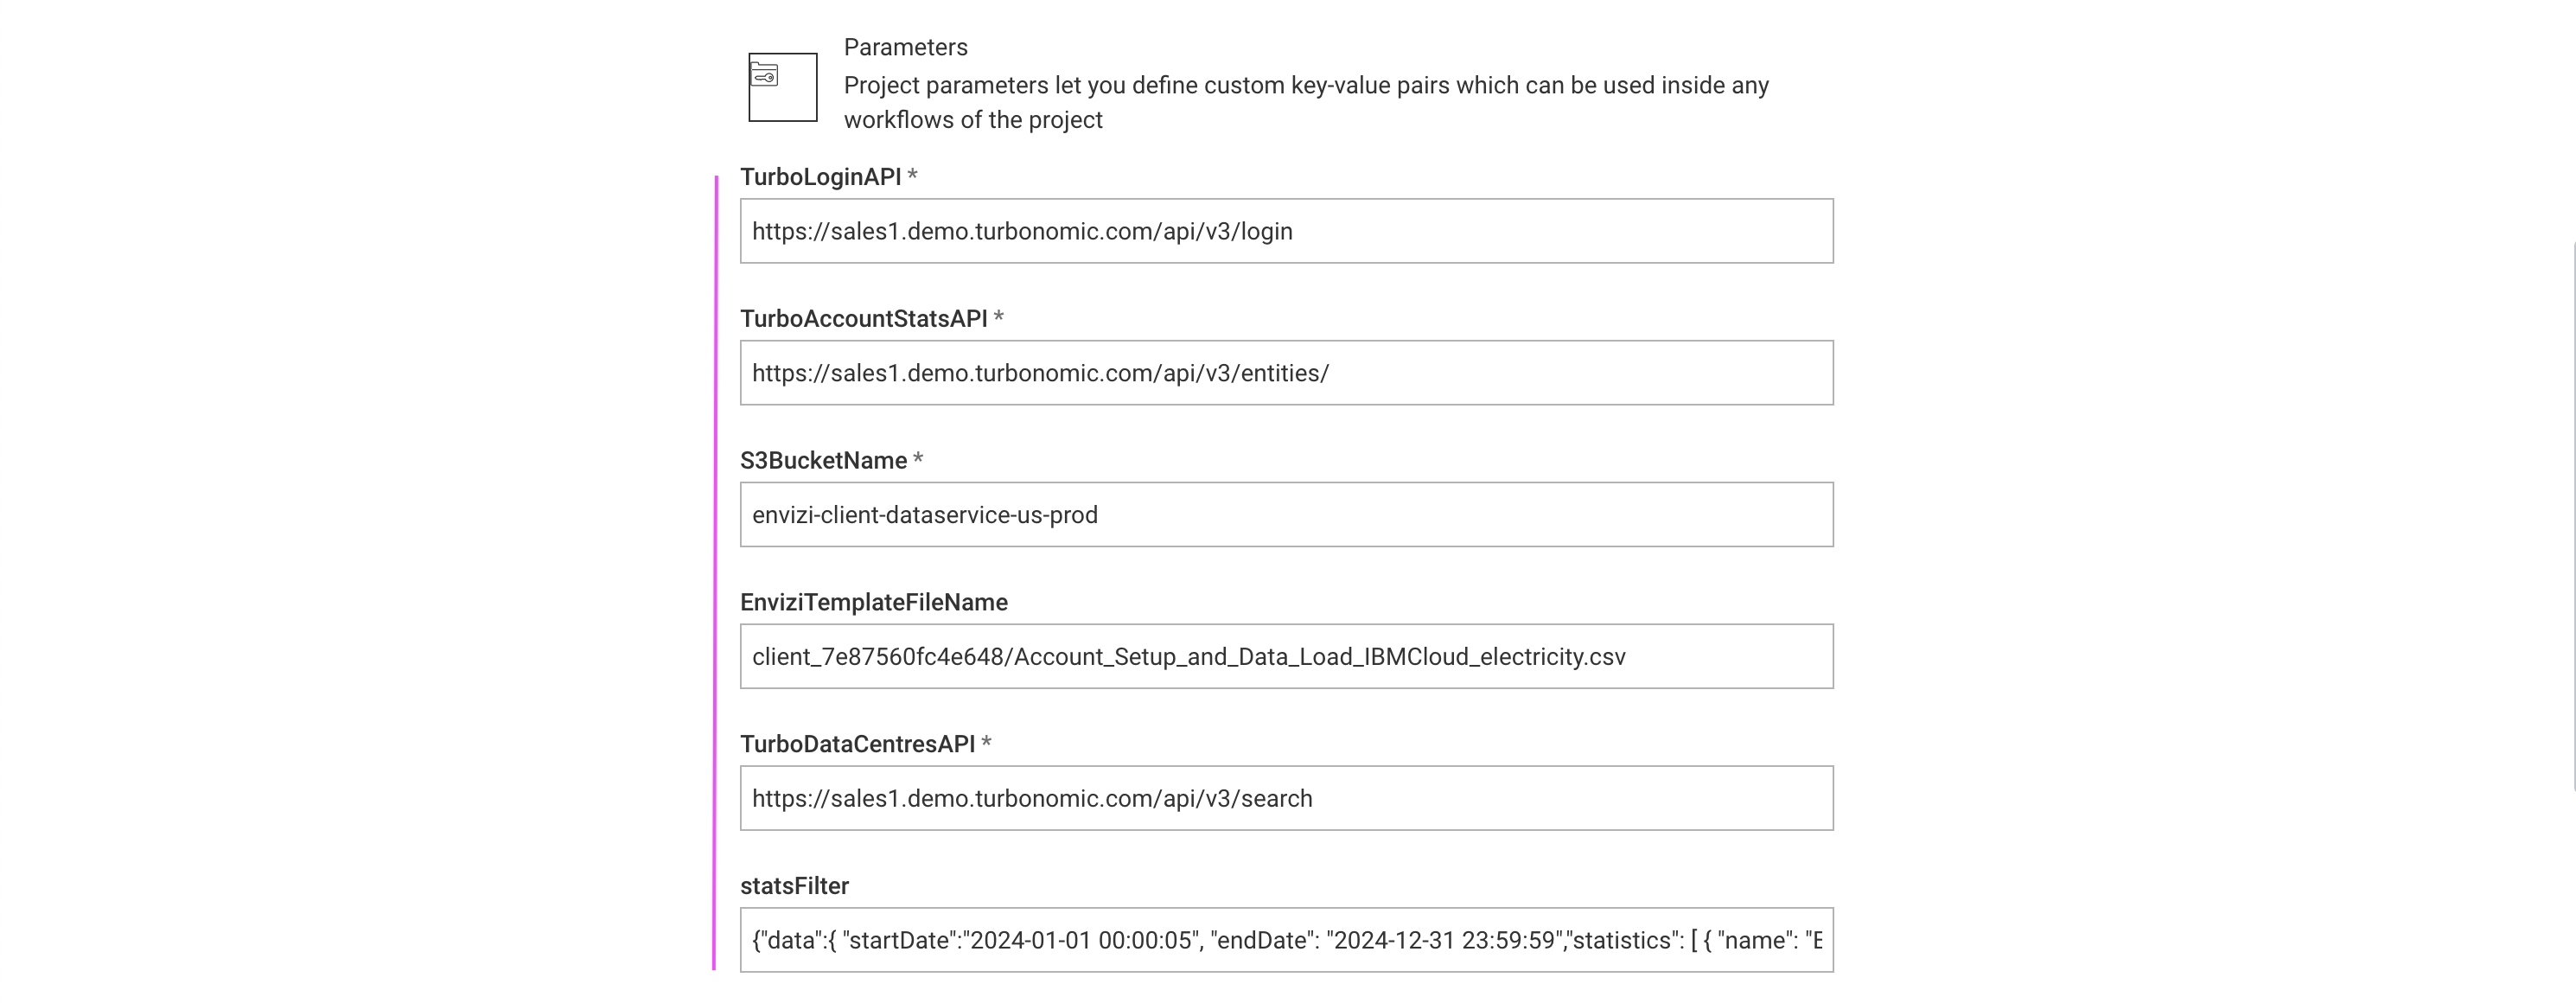 Parameters
Project parameters let you define custom key-value pairs which can be used inside any
workflows of the project
TurboLoginAPI *
https://sales1.demo.turbonomic.com/api/v3/login
TurboAccountStatsAPI *
https://sales1.demo.turbonomic.com/api/v3/entities/
S3BucketName *
envizi-client-dataservice-us-prod
EnviziTemplateFileName
client_7e87560fc4e648/Account_Setup_and_Data_Load_IBMCloud_electricity.csv
TurboDataCentresAPI *
https://sales1.demo.turbonomic.com/api/v3/search
statsFilter
{"data":{ "startDate":"2024-01-01 00:00:05", "endDate": "2024-12-31 23:59:59","statistics": [ { "name": "E